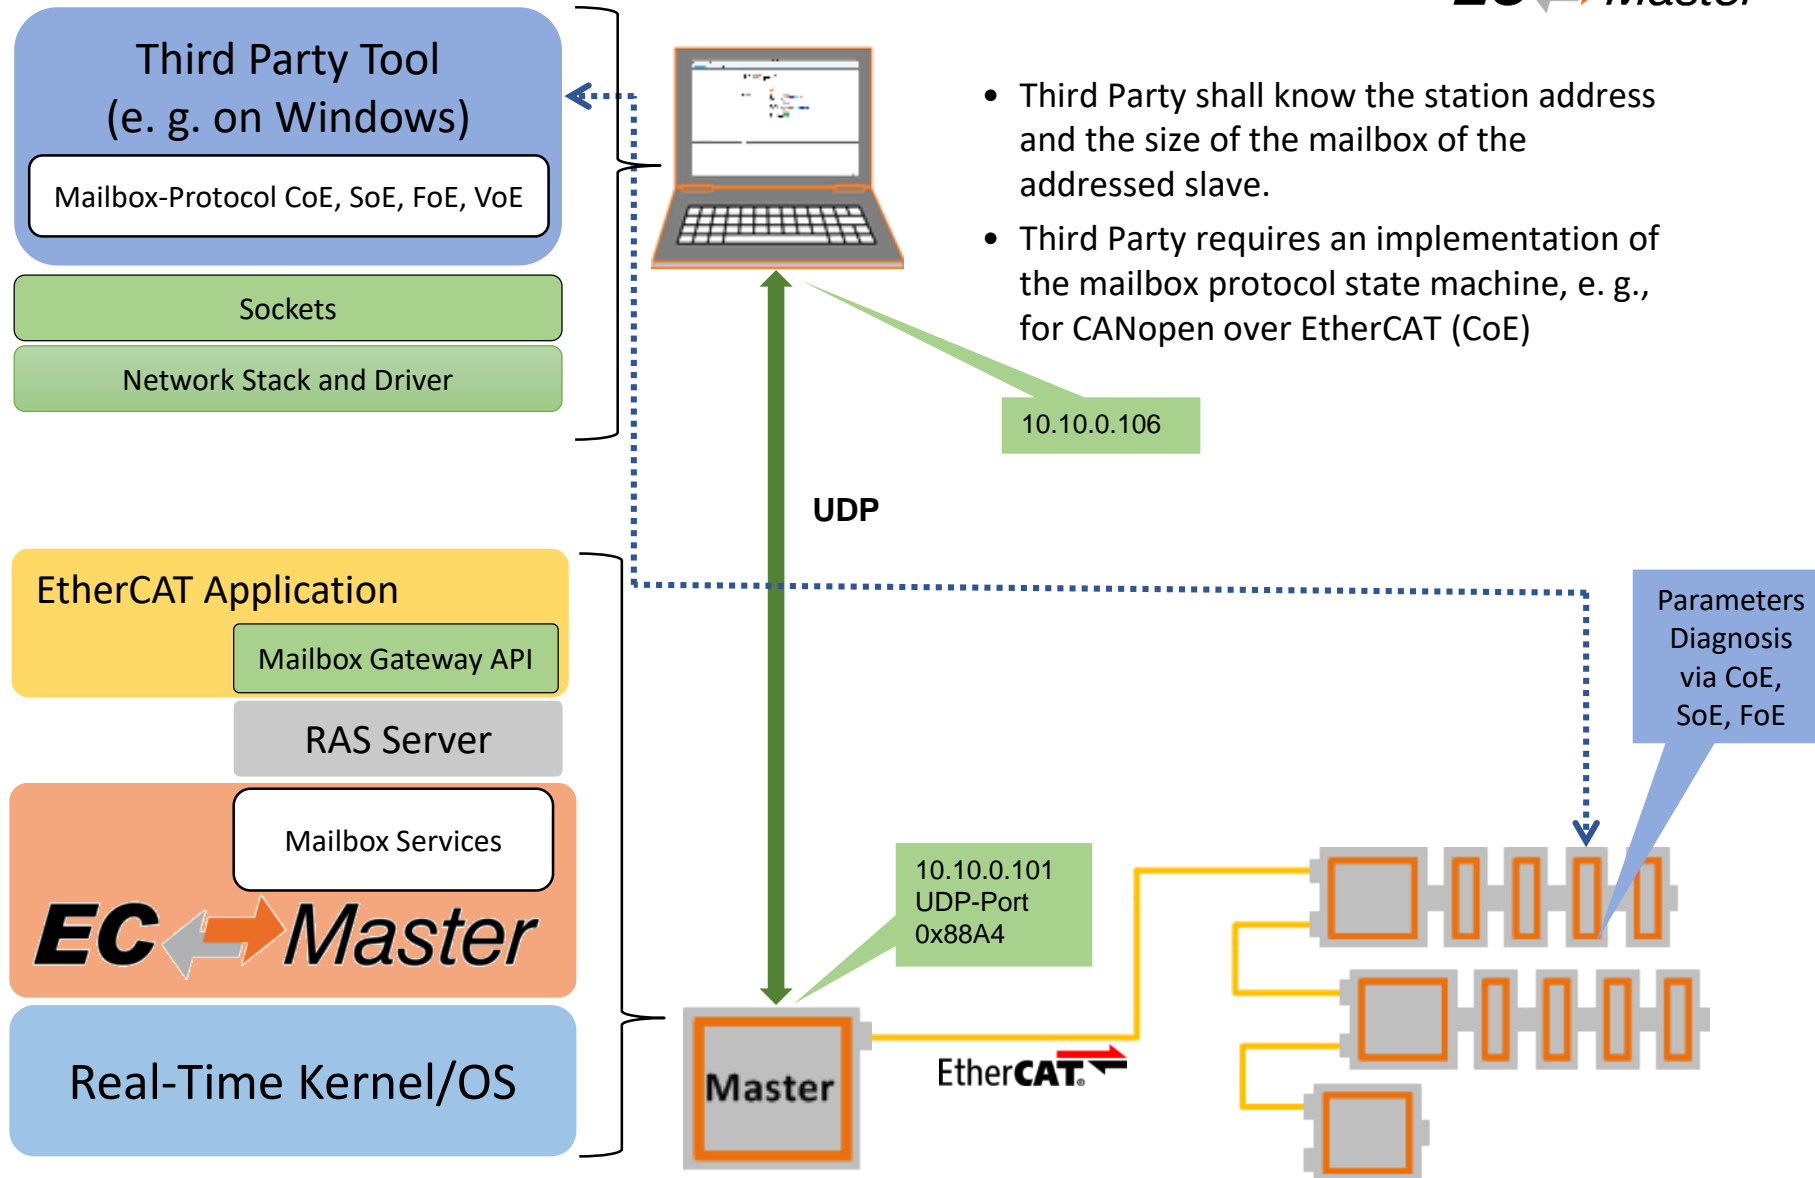 EC Master
Third Party Tool
(e. g. on Windows)
Mailbox-Protocol CoE, SoE, FoE, VoE
Sockets
Network Stack and Driver
• Third Party shall know the station address
and the size of the mailbox of the
addressed slave.
• Third Party requires an implementation of
the mailbox protocol state machine, e. g.,
for CANopen over EtherCAT (CoE)
10.10.0.106
UDP
EtherCAT Application
Mailbox Gateway API
RAS Server
Mailbox Services
EC Master
Real-Time Kernel/OS
Parameters
Diagnosis
via CoE,
SoE, FoE
10.10.0.101
UDP-Port
0x88A4
Master
EtherCAT®